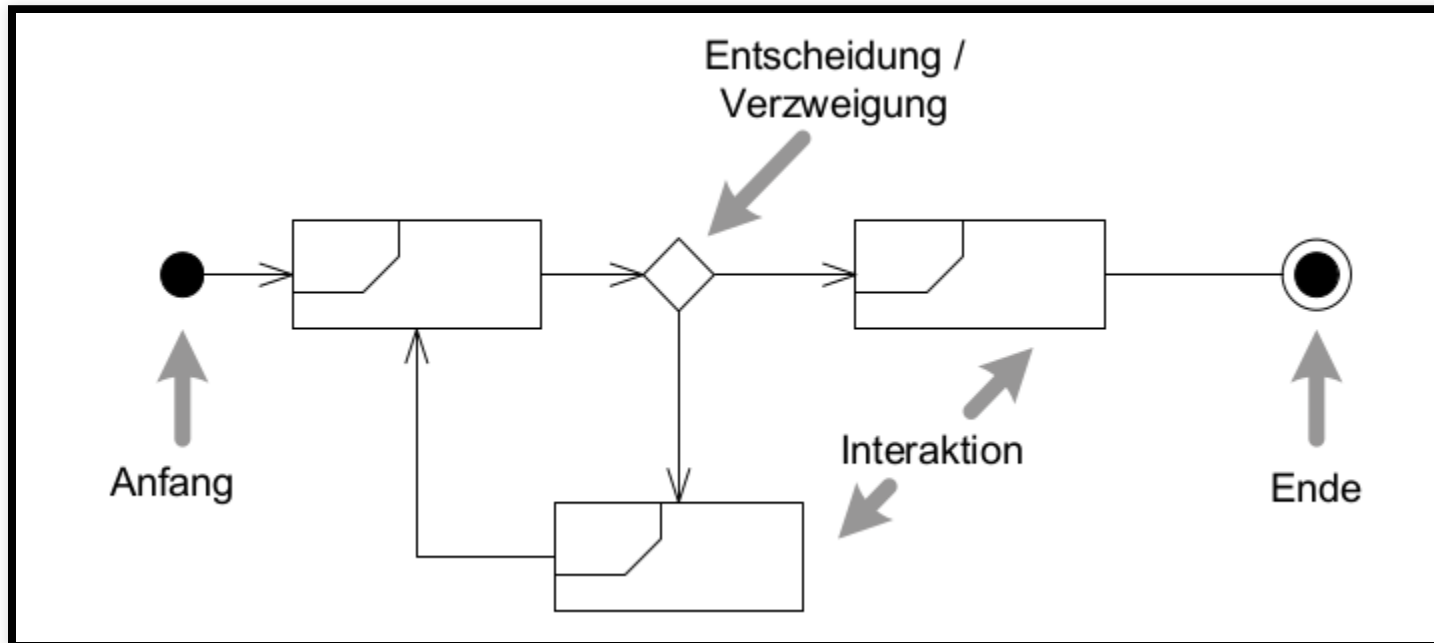 Entscheidung /
Verzweigung
Interaktion
Anfang
Ende